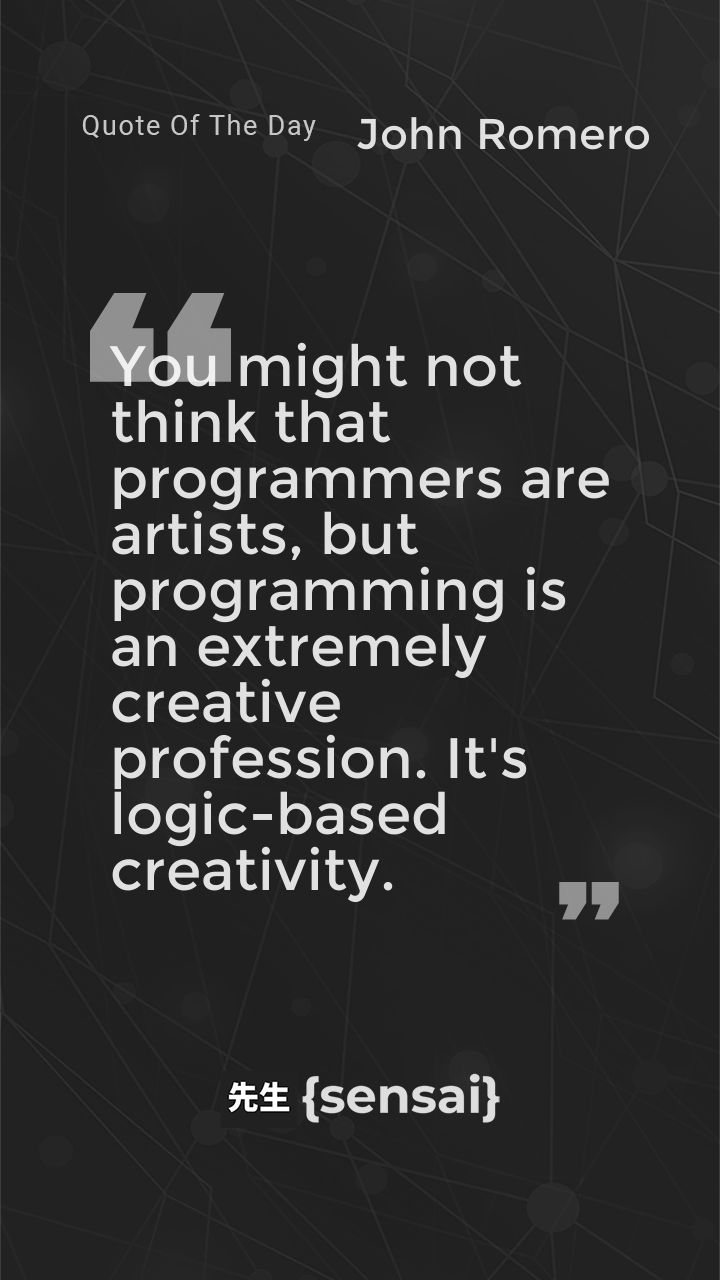 Quote Of The Day
John Romero
You might not
think that
programmers are
artists, but
programming is
an extremely
creative
profession. It's
logic-based
creativity.
先生 {sensai}